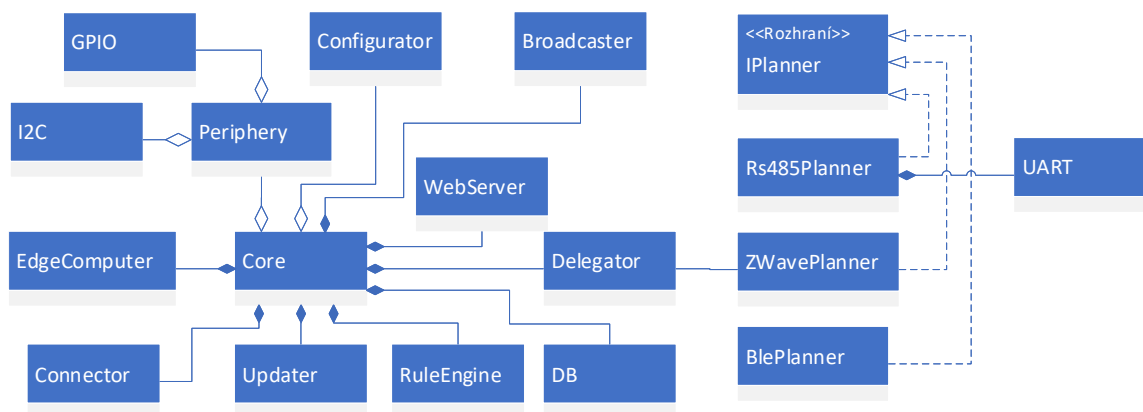 GPIO
Configurator
Broadcaster
<<Rozhraní>>
IPlanner
I2C
Periphery
Rs485Planner
UART
WebServer
EdgeComputer
Core
Delegator
ZWavePlanner
Connector
Updater
RuleEngine
DB
BlePlanner